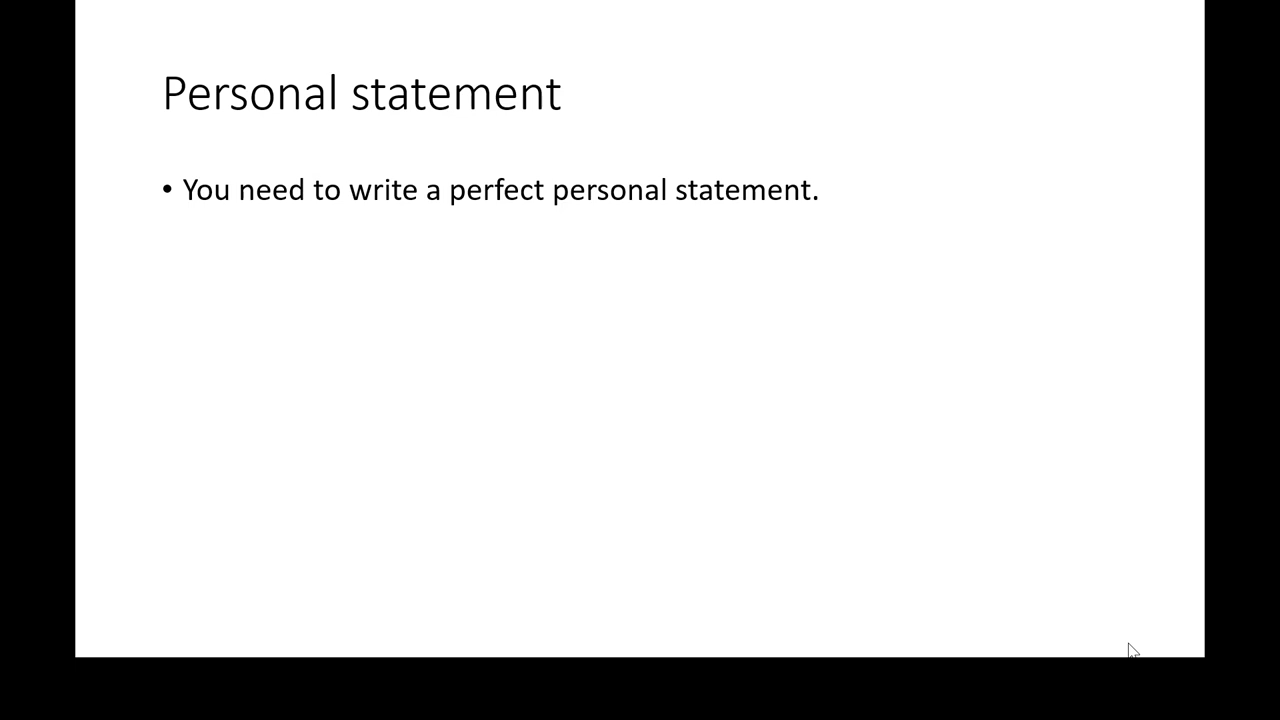 Personal statement
• You need to write a perfect personal statement.